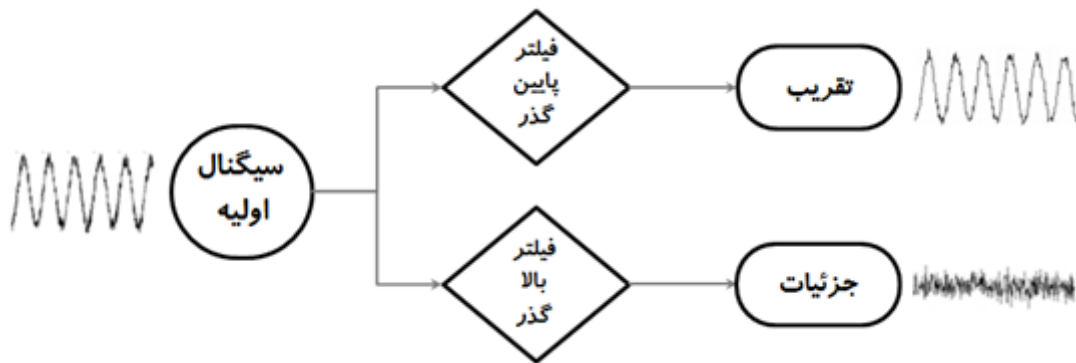 سیگنال
اولیه
فیلتر
پایین
گذر
تقریب
فیلتر
بالا
گذر
جزئیات